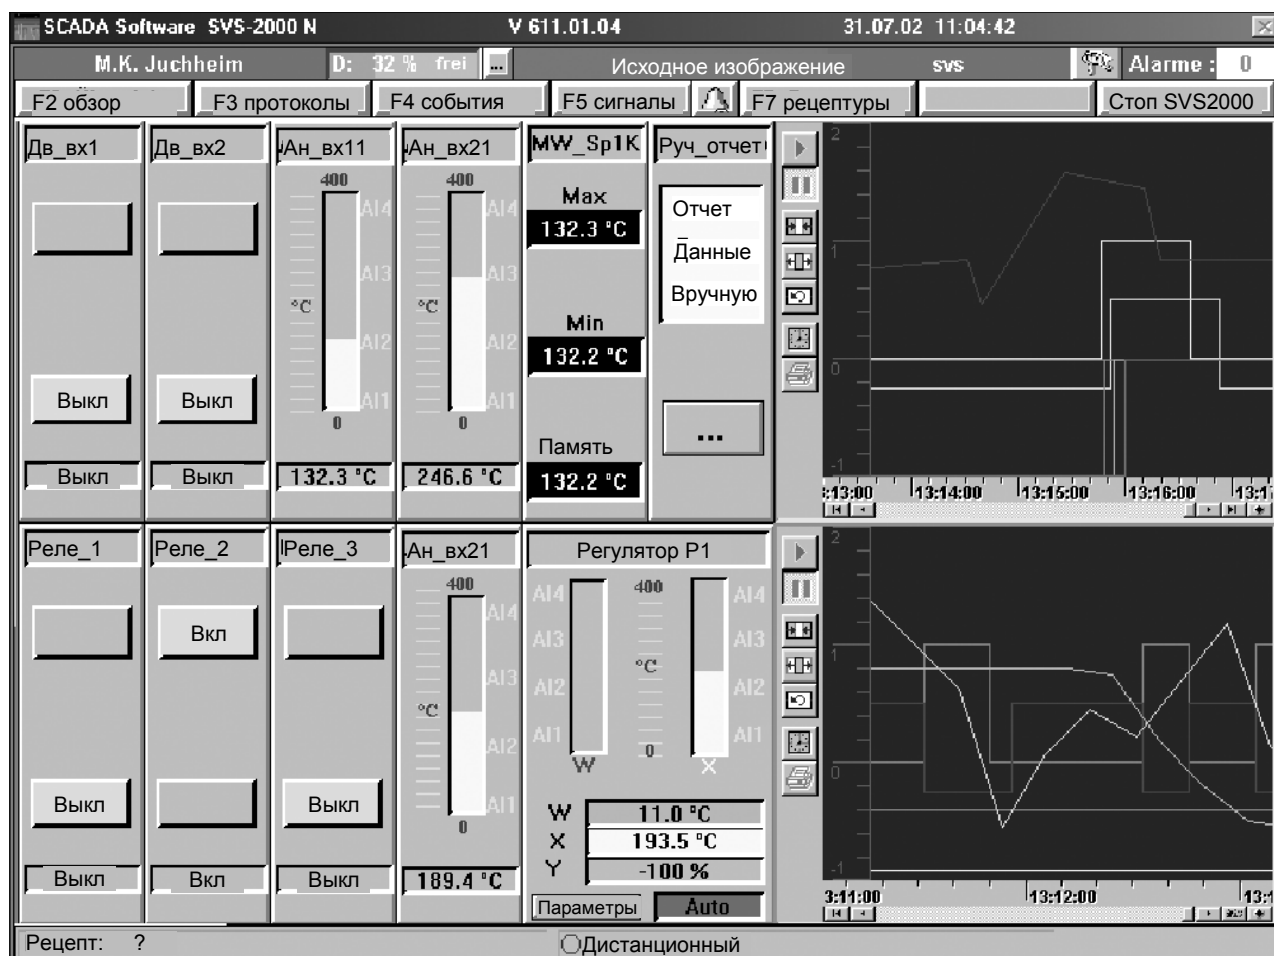 SCADA Software SVS-2000 N V 611.01.04 31.07.02 11:04:42
M.K. Juchheim D: 32 % frei ... Исходное изображение svs Alarme : 0
F2 обзор F3 протоколы F4 события F5 сигналы F7 рецептуры Стоп SVS2000
Дв_вх1 Дв_вх2 Ан_вх11 Ан_вх21 MW_Sp1K Руч_отчет
400 400
AI4 AI4
AI3 AI3
°C °C
AI2 AI2
AI1 AI1
0 0
Выкл Выкл
Выкл Выкл 132.3 °C 246.6 °C
Max
132.3 °C
Min
132.2 °C
Память
132.2 °C
Отчет
Данные
Вручную
...
2
1
0
-1
:13:00 13:14:00 13:15:00 13:16:00 13:1
Реле_1 Реле_2 Реле_3 Ан_вх21 Регулятор Р1
Вкл
Выкл Выкл
Выкл Вкл Выкл
400
AI4
AI3
°C
AI2
AI1
0
189.4 °C
400
AI4 AI4
AI3 AI3
°C
AI2 AI2
AI1 AI1
0
W X
W 11.0 °C
X 193.5 °C
Y -100 %
Параметры Auto
2
1
0
-1
3:11:00 13:12:00 13:1
Рецепт: ? Дистанционный